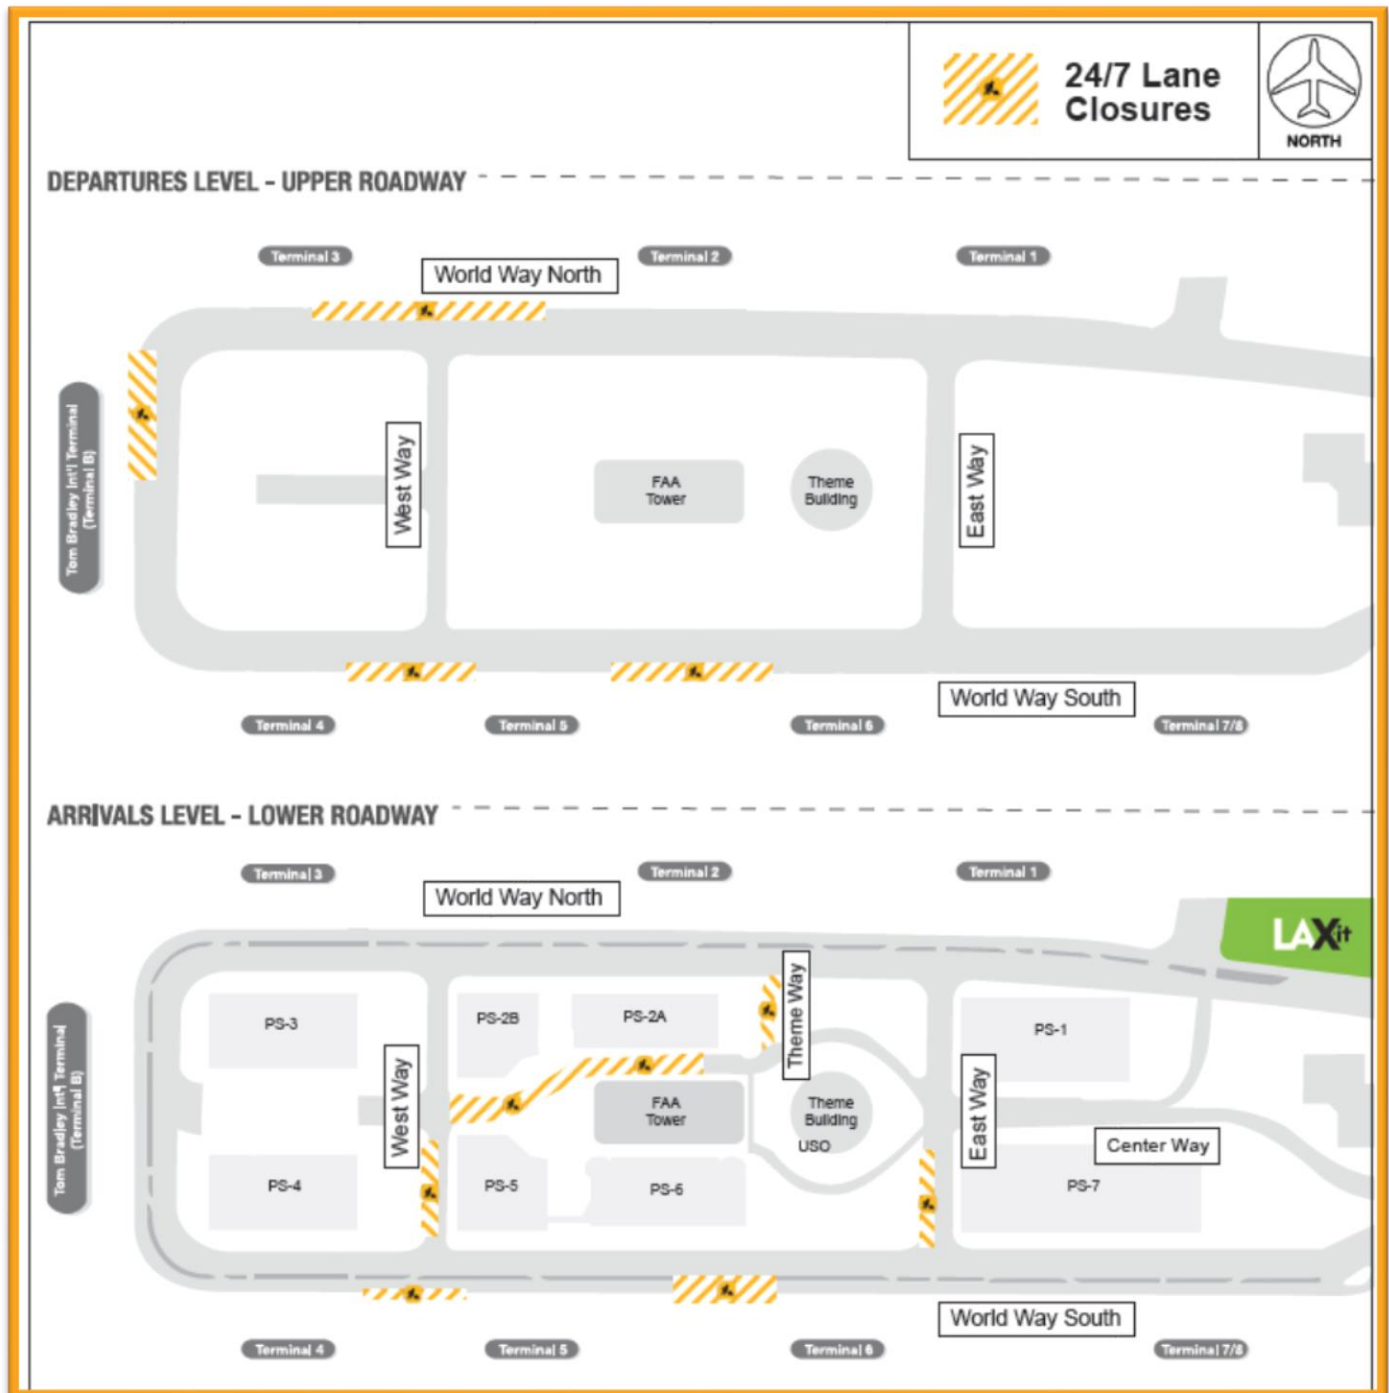 24/7 Lane
Closures
NORTH
DEPARTURES LEVEL - UPPER ROADWAY
Terminal 3
World Way North
Terminal 2
Terminal 1
Tom Bradley Int'l Terminal
(Terminal B)
West Way
FAA
Tower
Theme
Building
East Way
World Way South
Terminal 4
Terminal 5
Terminal 6
Terminal 7/8
ARRIVALS LEVEL - LOWER ROADWAY
Terminal 3
World Way North
Terminal 2
Terminal 1
LAXit
Theme Way
PS-3
PS-2B
PS-2A
PS-1
Tom Bradley Int'l Terminal
(Terminal B)
West Way
FAA
Tower
Theme
Building
USO
East Way
Center Way
PS-4
PS-5
PS-6
PS-7
World Way South
Terminal 4
Terminal 5
Terminal 6
Terminal 7/8